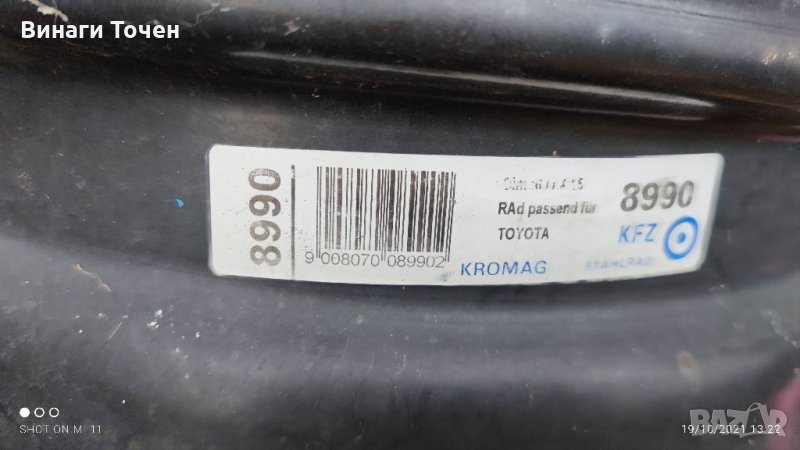 Винаги Точен
8990
9 008070 089902
RAd passend für
TOYOTA
8990
KFZ
KROMAG
STAHLRAD
SHOT ON MI 11
BAZAR
19/10/2021 13:22